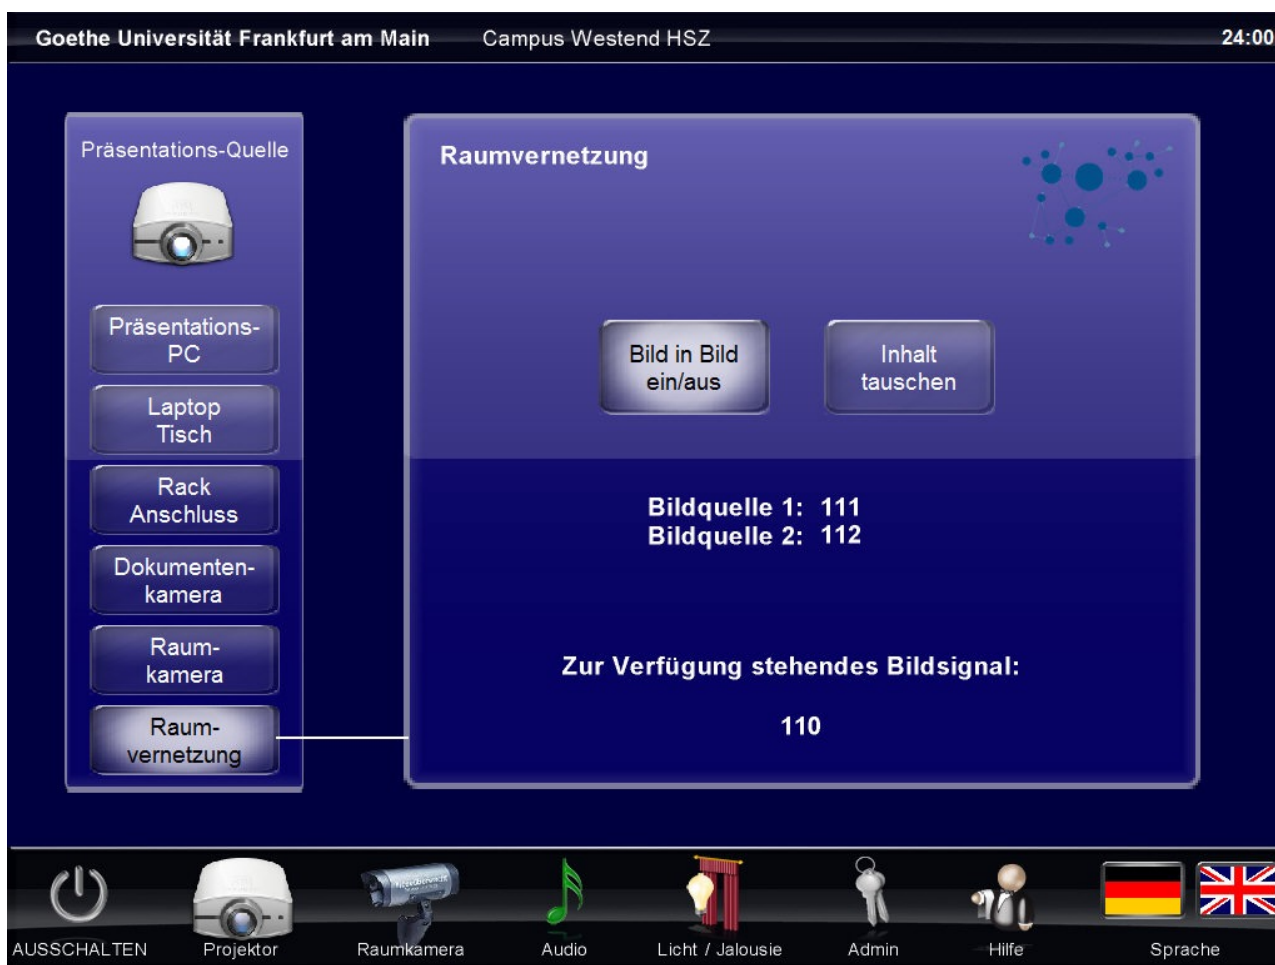 Goethe Universität Frankfurt am Main Campus Westend HSZ 24:00
Präsentations-Quelle
Präsentations-
PC
Laptop
Tisch
Rack
Anschluss
Dokumenten-
kamera
Raum-
kamera
Raum-
vernetzung
Raumvernetzung
Bild in Bild
ein/aus
Inhalt
tauschen
Bildquelle 1: 111
Bildquelle 2: 112
Zur Verfügung stehendes Bildsignal:
110
AUSSCHALTEN Projektor Raumkamera Audio Licht / Jalousie Admin Hilfe Sprache